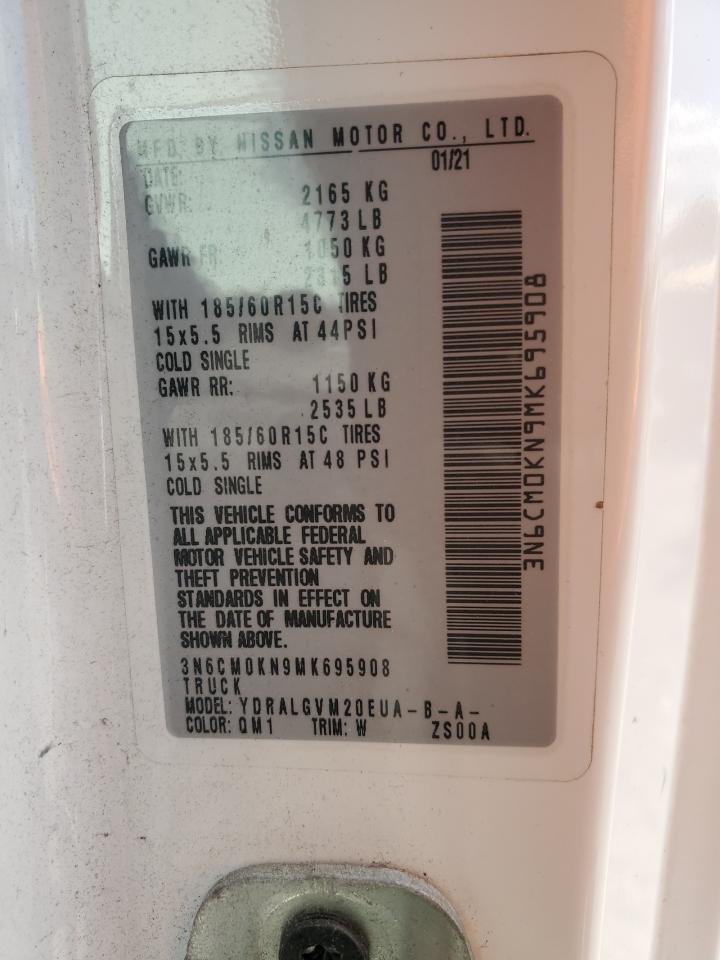 MFD BY NISSAN MOTOR CO., LTD.
DATE: 01/21
GVWR: 2165 KG
4773 LB
GAWR FR: 1050 KG
2315 LB
WITH 185/60R15C TIRES
15x5.5 RIMS AT 44PSI
COLD SINGLE
GAWR RR: 1150 KG
2535 LB
WITH 185/60R15C TIRES
15x5.5 RIMS AT 48 PSI
COLD SINGLE
THIS VEHICLE CONFORMS TO
ALL APPLICABLE FEDERAL
MOTOR VEHICLE SAFETY AND
THEFT PREVENTION
STANDARDS IN EFFECT ON
THE DATE OF MANUFACTURE
SHOWN ABOVE.
3N6CM0KN9MK695908
TRUCK
MODEL: YDRALGVM20EUA-B-A-
COLOR: QM1 TRIM: W ZS00A
3N6CM0KN9MK695908